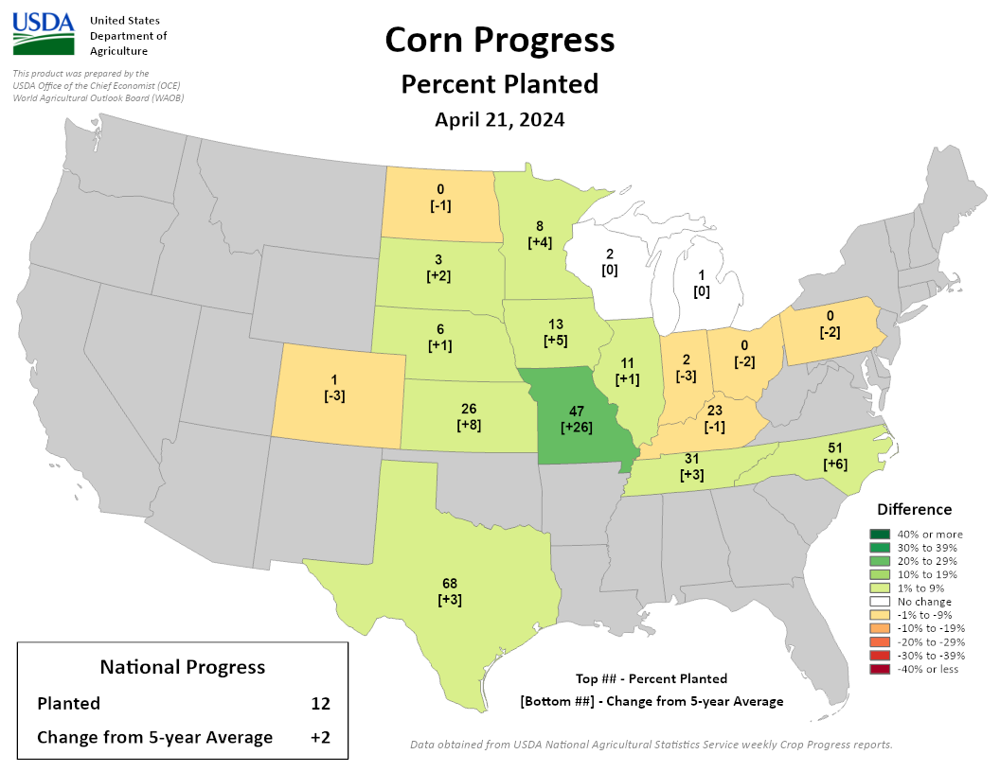 USDA
United States
Department of
Agriculture
This product was prepared by the
USDA Office of the Chief Economist (OCE)
World Agricultural Outlook Board (WAOB)
Corn Progress
Percent Planted
April 21, 2024
0
[-1]
8
[+4]
2
[0]
1
[0]
3
[+2]
6
[+1]
13
[+5]
11
[+1]
2
[-3]
0
[-2]
0
[-2]
1
[-3]
26
[+8]
47
[+26]
23
[-1]
31
[+3]
51
[+6]
68
[+3]
Difference
40% or more
30% to 39%
20% to 29%
10% to 19%
1% to 9%
No change
-1% to -9%
-10% to -19%
-20% to -29%
-30% to -39%
-40% or less
National Progress
Planted 12
Change from 5-year Average +2
Top ## - Percent Planted
[Bottom ##] - Change from 5-year Average
Data obtained from USDA National Agricultural Statistics Service weekly Crop Progress reports.